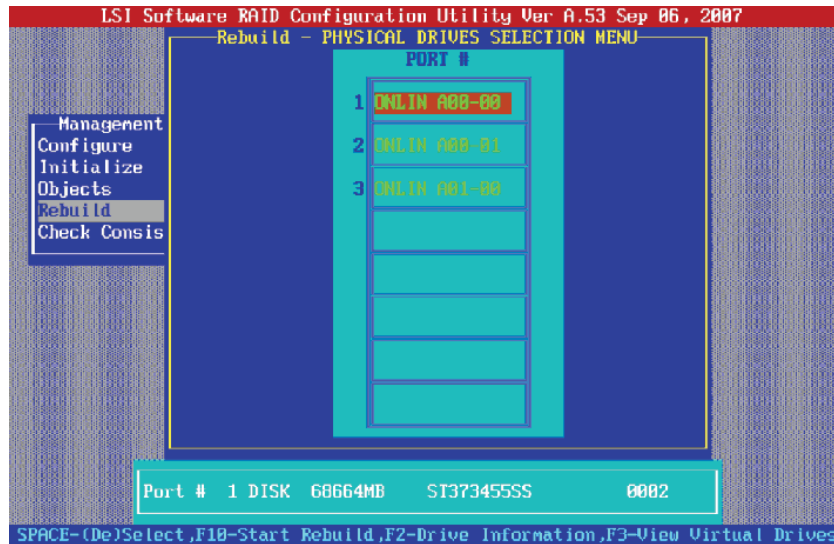 LSI Software RAID Configuration Utility Ver A.53 Sep 06, 2007
Rebuild - PHYSICAL DRIVES SELECTION MENU
PORT #
1 ONLIN A00-00
2 ONLIN A00-01
3 ONLIN A01-00
Management
Configure
Initialize
Objects
Rebuild
Check Consis
Port # 1 DISK 68664MB ST373455SS 0002
SPACE-(De)Select,F10-Start Rebuild,F2-Drive Information,F3-View Virtual Drives